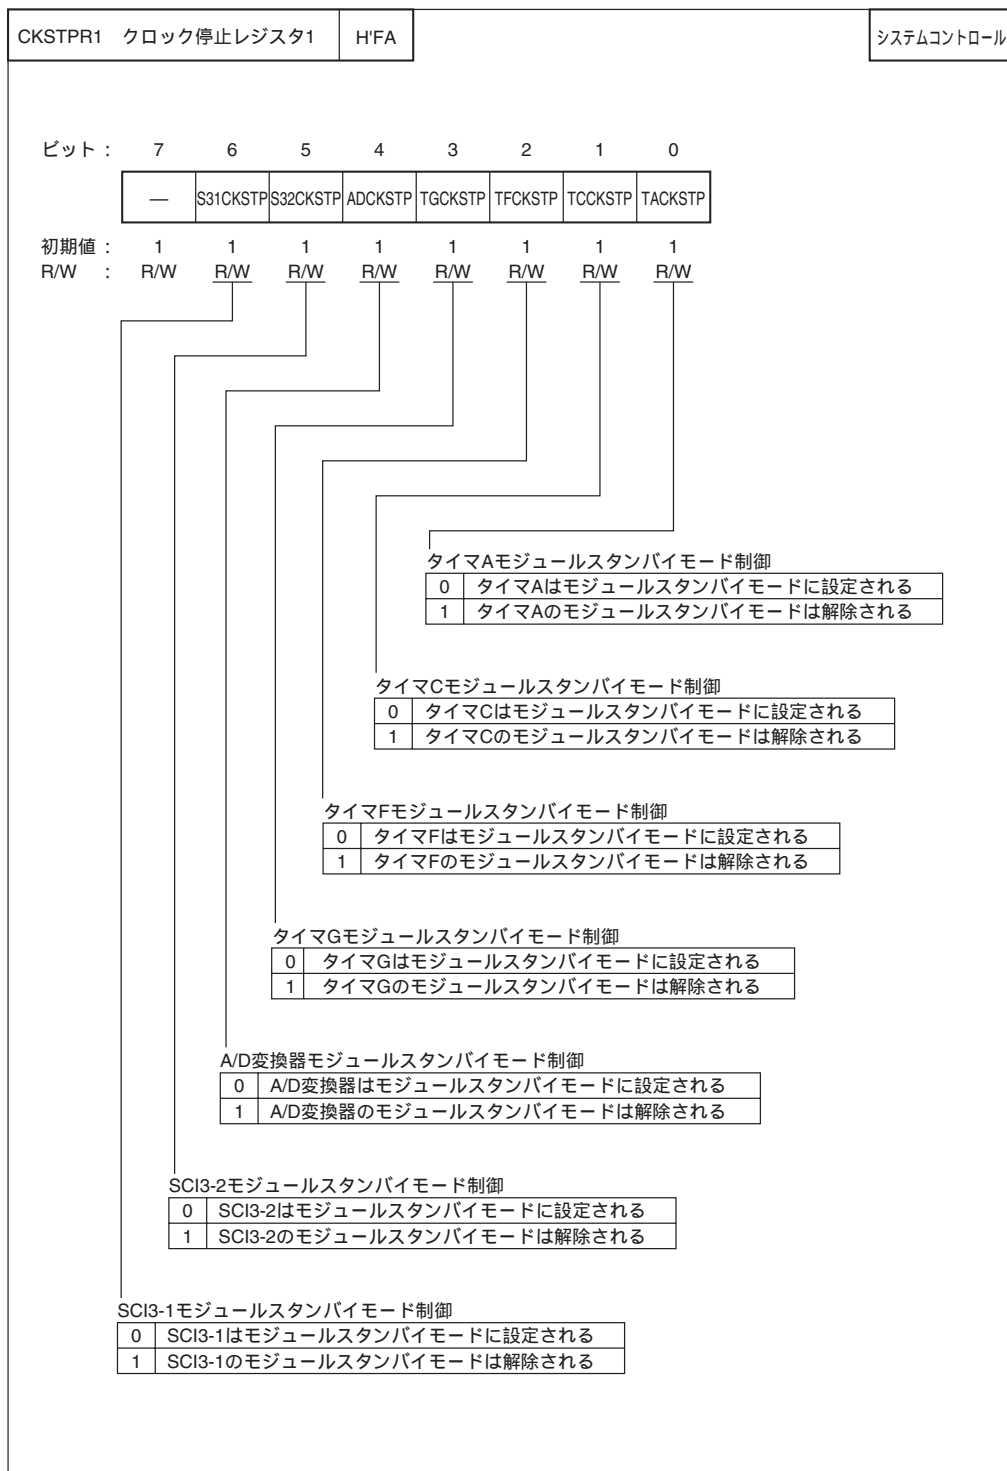 CKSTPR1 クロック停止レジスタ1 H'FA システムコントロール
ビット : 7 6 5 4 3 2 1 0
— S31CKSTP S32CKSTP ADCKSTP TGCKSTP TFCKSTP TCCKSTP TACKSTP
初期値 : 1 1 1 1 1 1 1 1
R/W : R/W R/W R/W R/W R/W R/W R/W R/W
タイマAモジュールスタンバイモード制御
0 タイマAはモジュールスタンバイモードに設定される
1 タイマAのモジュールスタンバイモードは解除される
タイマCモジュールスタンバイモード制御
0 タイマCはモジュールスタンバイモードに設定される
1 タイマCのモジュールスタンバイモードは解除される
タイマFモジュールスタンバイモード制御
0 タイマFはモジュールスタンバイモードに設定される
1 タイマFのモジュールスタンバイモードは解除される
タイマGモジュールスタンバイモード制御
0 タイマGはモジュールスタンバイモードに設定される
1 タイマGのモジュールスタンバイモードは解除される
A/D変換器モジュールスタンバイモード制御
0 A/D変換器はモジュールスタンバイモードに設定される
1 A/D変換器のモジュールスタンバイモードは解除される
SCI3-2モジュールスタンバイモード制御
0 SCI3-2はモジュールスタンバイモードに設定される
1 SCI3-2のモジュールスタンバイモードは解除される
SCI3-1モジュールスタンバイモード制御
0 SCI3-1はモジュールスタンバイモードに設定される
1 SCI3-1のモジュールスタンバイモードは解除される